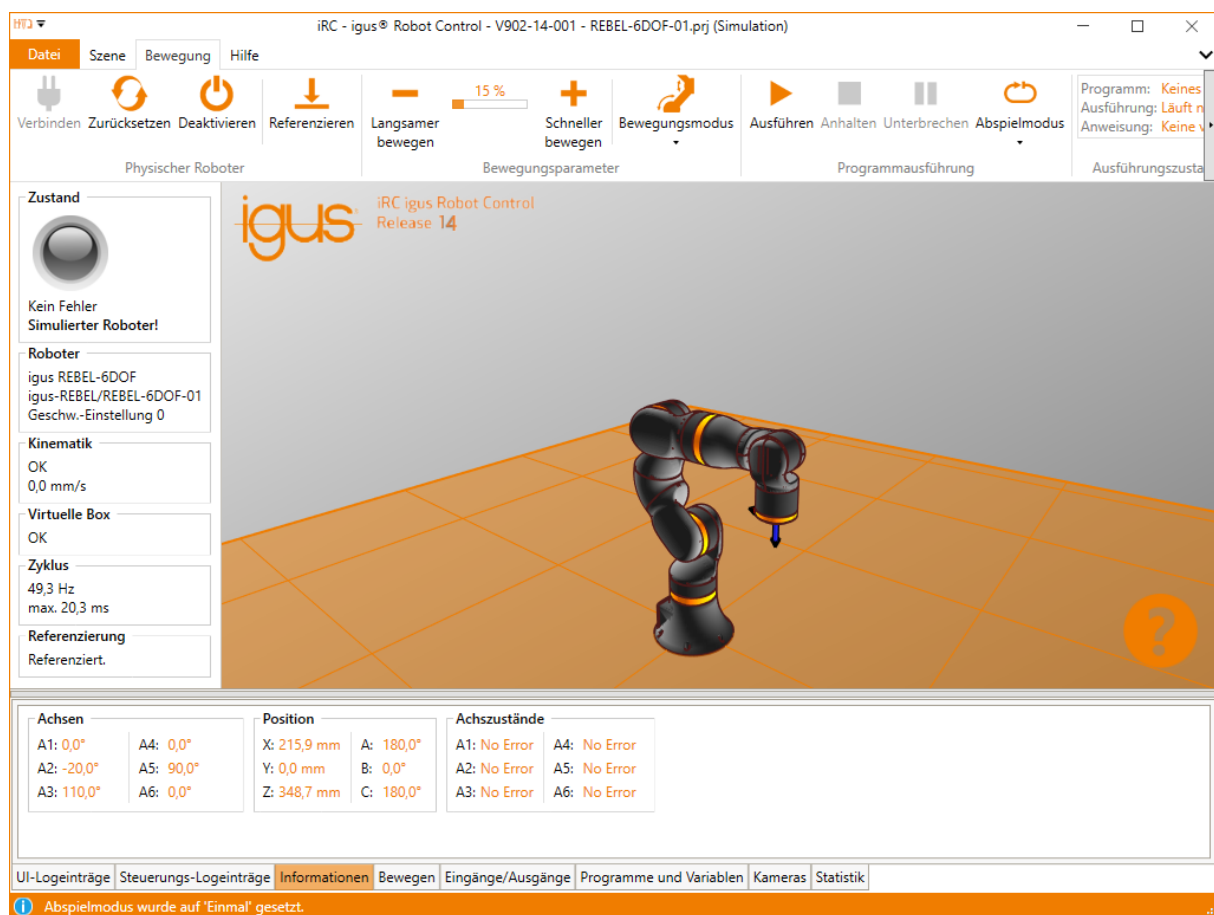 iRC - igus® Robot Control - V902-14-001 - REBEL-6DOF-01.prj (Simulation)
Datei Szene Bewegung Hilfe
15 %
Verbinden Zurücksetzen Deaktivieren Referenzieren Langsamer bewegen Schneller bewegen Bewegungsmodus Ausführen Anhalten Unterbrechen Abspielmodus
Programm: Keines
Ausführung: Läuft n
Anweisung: Keine v
Physischer Roboter Bewegungsparameter Programmausführung Ausführungszusta
Zustand
Kein Fehler
Simulierter Roboter!
Roboter
igus REBEL-6DOF
igus-REBEL/REBEL-6DOF-01
Geschw.-Einstellung 0
Kinematik
OK
0,0 mm/s
Virtuelle Box
OK
Zyklus
49,3 Hz
max. 20,3 ms
Referenzierung
Referenziert.
igus
iRC igus Robot Control
Release 14
?
Achsen
A1: 0,0° A4: 0,0°
A2: -20,0° A5: 90,0°
A3: 110,0° A6: 0,0°
Position
X: 215,9 mm A: 180,0°
Y: 0,0 mm B: 0,0°
Z: 348,7 mm C: 180,0°
Achszustände
A1: No Error A4: No Error
A2: No Error A5: No Error
A3: No Error A6: No Error
UI-Logeinträge Steuerungs-Logeinträge Informationen Bewegen Eingänge/Ausgänge Programme und Variablen Kameras Statistik
Abspielmodus wurde auf 'Einmal' gesetzt.